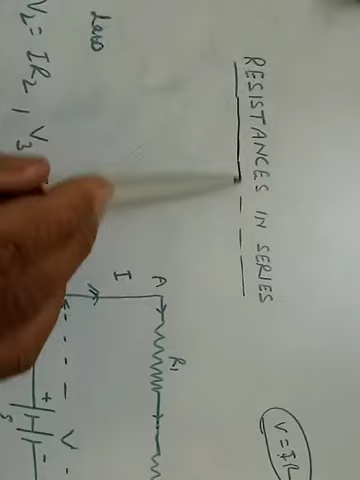 RESISTANCES IN SERIES
V = IR
A
R1
I
+ -
V
Law
V2 = IR2 , V3